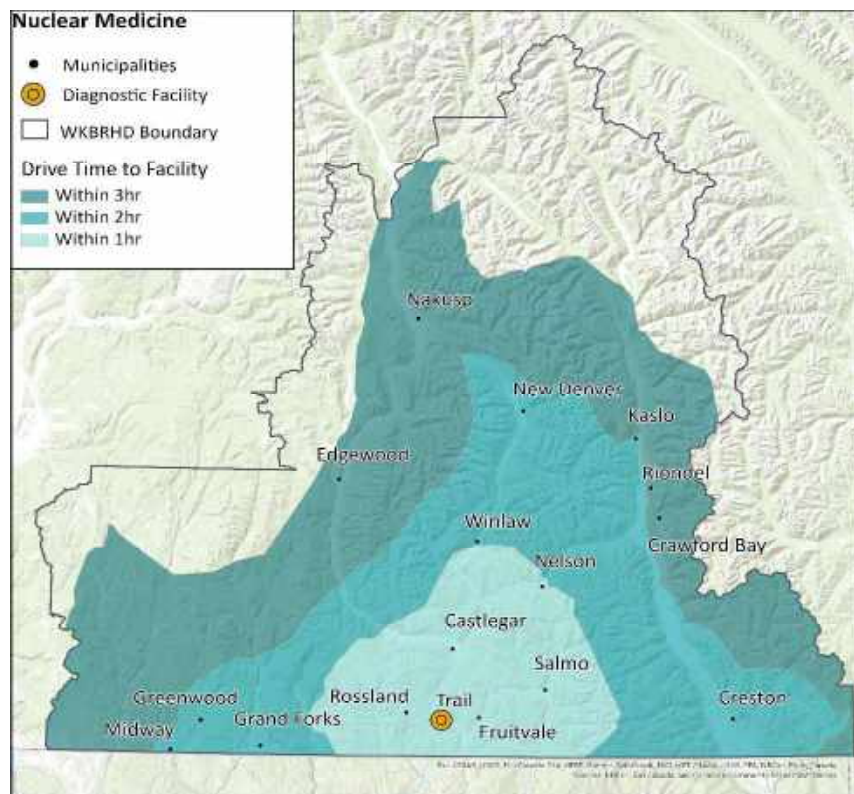 Nuclear Medicine
Municipalities
Diagnostic Facility
WKBRHD Boundary
Drive Time to Facility
Within 3hr
Within 2hr
Within 1hr
Nakusp
New Denver
Kaslo
Edgewood
Riondel
Winlaw
Crawford Bay
Nelson
Castlegar
Salmo
Greenwood
Rossland
Trail
Creston
Midway
Grand Forks
Fruitvale